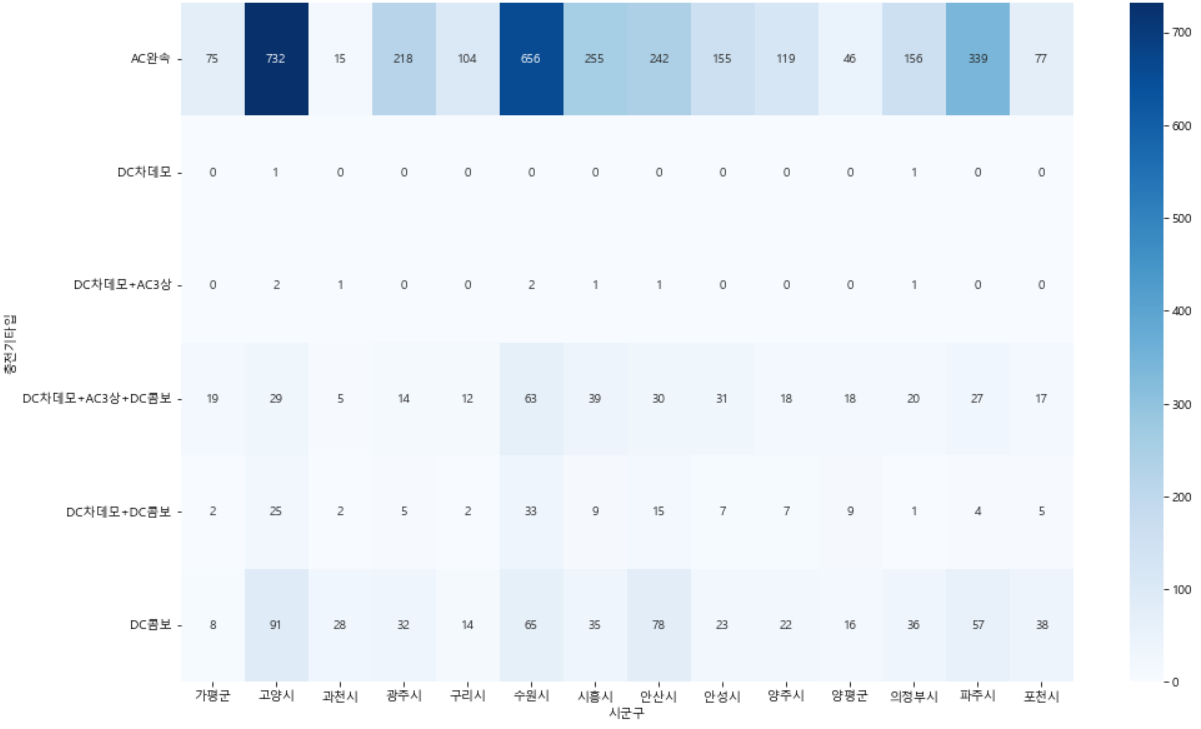 AC완속 75 732 15 218 104 656 255 242 155 119 46 156 339 77
DC차데모 0 1 0 0 0 0 0 0 0 0 0 1 0 0
DC차데모+AC3상 0 2 1 0 0 2 1 1 0 0 0 1 0 0
DC차데모+AC3상+DC콤보 19 29 5 14 12 63 39 30 31 18 18 20 27 17
DC차데모+DC콤보 2 25 2 5 2 33 9 15 7 7 9 1 4 5
DC콤보 8 91 28 32 14 65 35 78 23 22 16 36 57 38
충전기타입
가평군 고양시 과천시 광주시 구리시 수원시 시흥시 안산시 안성시 양주시 양평군 의정부시 파주시 포천시
시군구
700
600
500
400
300
200
100
0